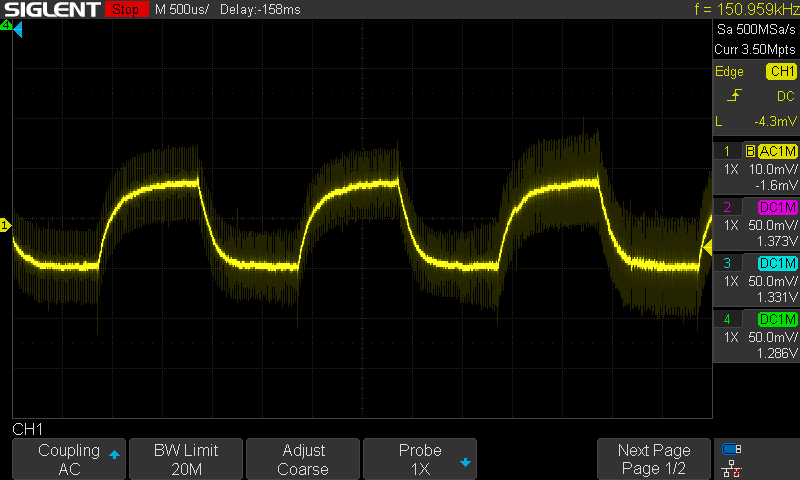 SIGLENT Stop M 500us/ Delay:-158ms f = 150.959kHz
Sa 500MSa/s
Curr 3.50Mpts
Edge CH1
DC
L -4.3mV
1 B AC1M
1X 10.0mV/
-1.6mV
2 DC1M
1X 50.0mV/
1.373V
3 DC1M
1X 50.0mV/
1.331V
4 DC1M
1X 50.0mV/
1.286V
4
1
CH1
Coupling
AC
BW Limit
20M
Adjust
Coarse
Probe
1X
Next Page
Page 1/2